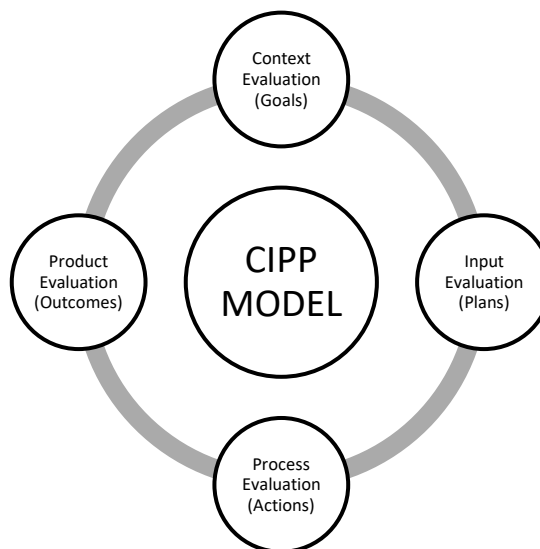 Context
Evaluation
(Goals)
Product
Evaluation
(Outcomes)
CIPP
MODEL
Input
Evaluation
(Plans)
Process
Evaluation
(Actions)